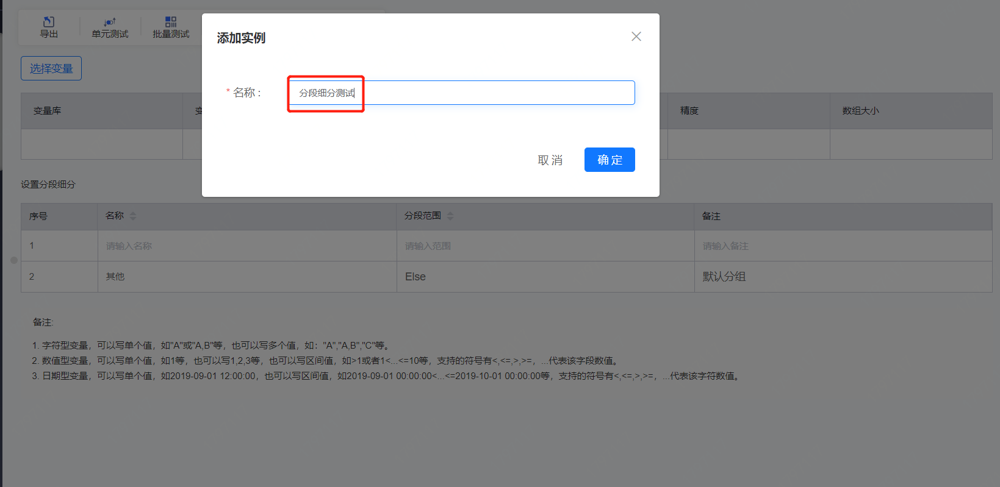 导出 单元测试 批量测试
添加实例
选择变量
* 名称 : 分段细分测试
变量库 变 精度 数组大小
取 消 确 定
设置分段细分
序号 名称 分段范围 备注
1 请输入名称 请输入范围 请输入备注
2 其他 Else 默认分组
备注:
1. 字符型变量，可以写单个值，如"A"或"A,B"等，也可以写多个值，如："A","A,B","C"等。
2. 数值型变量，可以写单个值，如1等，也可以写1,2,3等，也可以写区间值，如>1或者1<...<=10等，支持的符号有<,<=,>,>=，...代表该字段数值。
3. 日期型变量，可以写单个值，如2019-09-01 12:00:00，也可以写区间值，如2019-09-01 00:00:00<...<=2019-10-01 00:00:00等，支持的符号有<,<=,>,>=，...代表该字符数值。